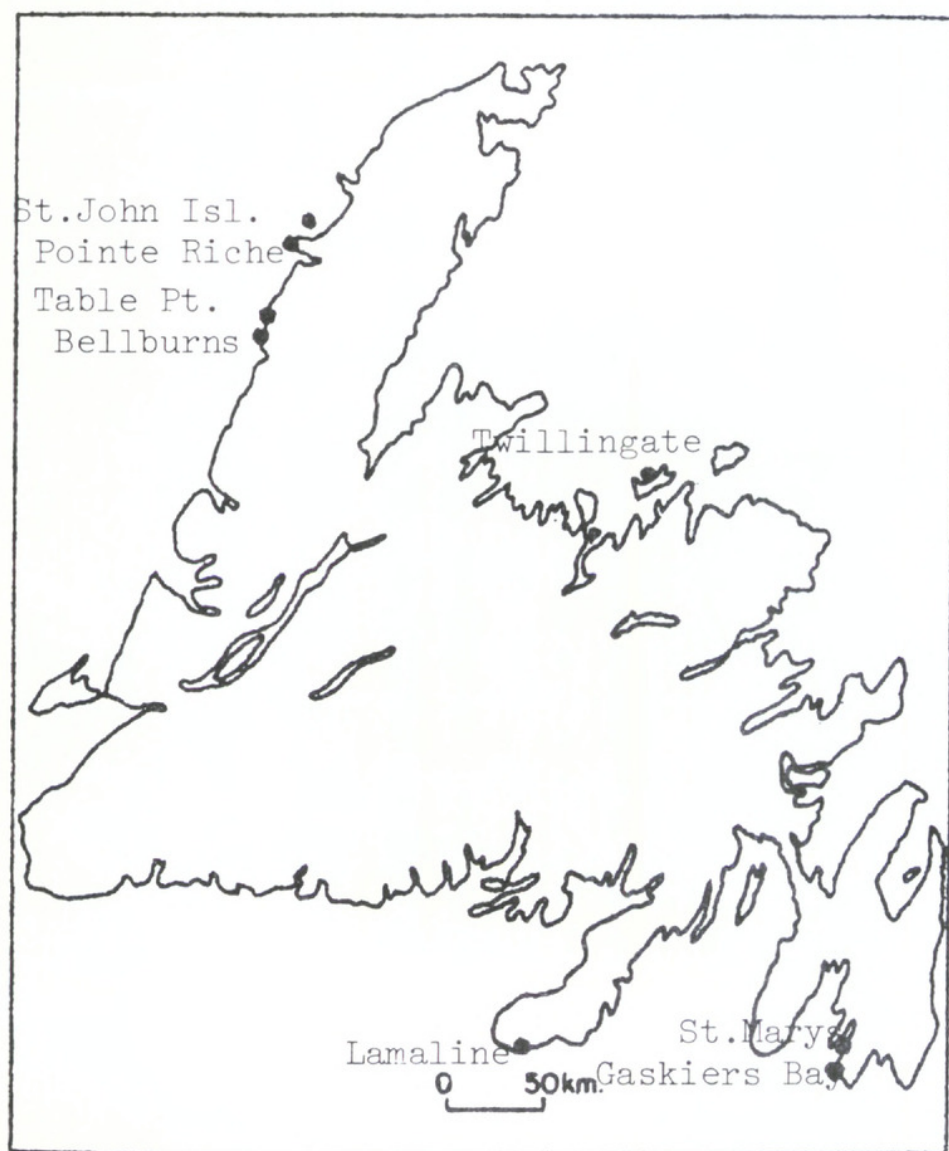 St.John Isl.
Pointe Riche
Table Pt.
Bellburns
Twillingate
St.Marys
Lamaline
Gaskiers Bay
0 50km.